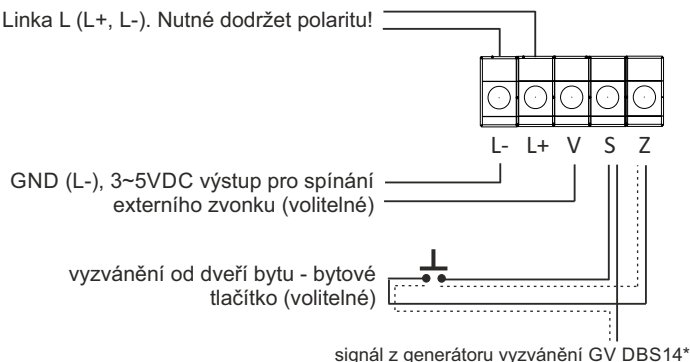 Linka L (L+, L-). Nutné dodržet polaritu!
L- L+ V S Z
GND (L-), 3~5VDC výstup pro spínání
externího zvonku (volitelné)
vyzvánění od dveří bytu - bytové
tlačítko (volitelné)
signál z generátoru vyzvánění GV DBS14*